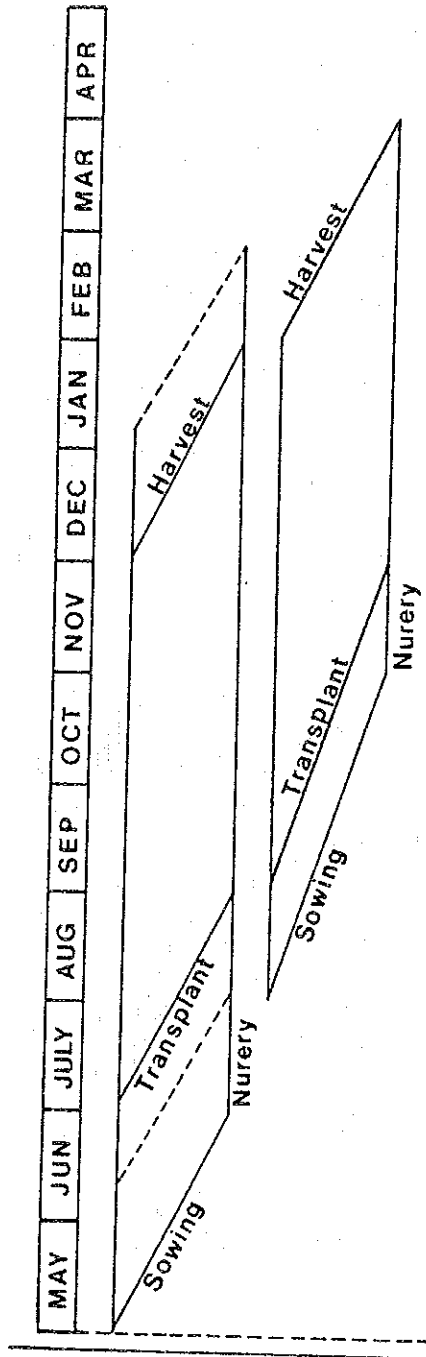 MAY JUN JULY AUG SEP OCT NOV DEC JAN FEB MAR APR
Sowing
Transplant
Nurery
Harvest
Sowing
Transplant
Nurery
Harvest